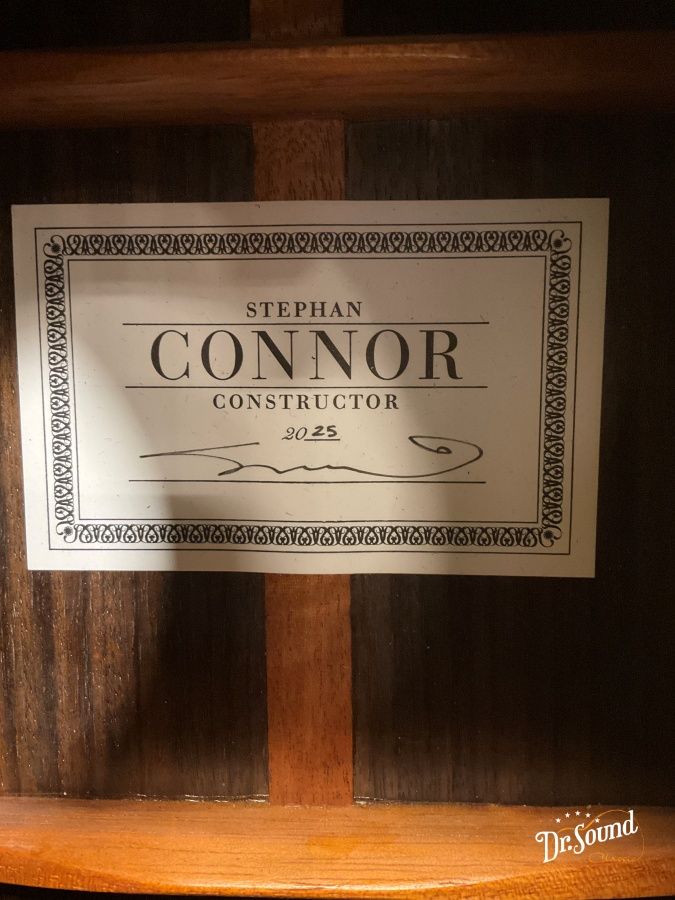 STEPHAN
CONNOR
CONSTRUCTOR
2025
Dr.Sound